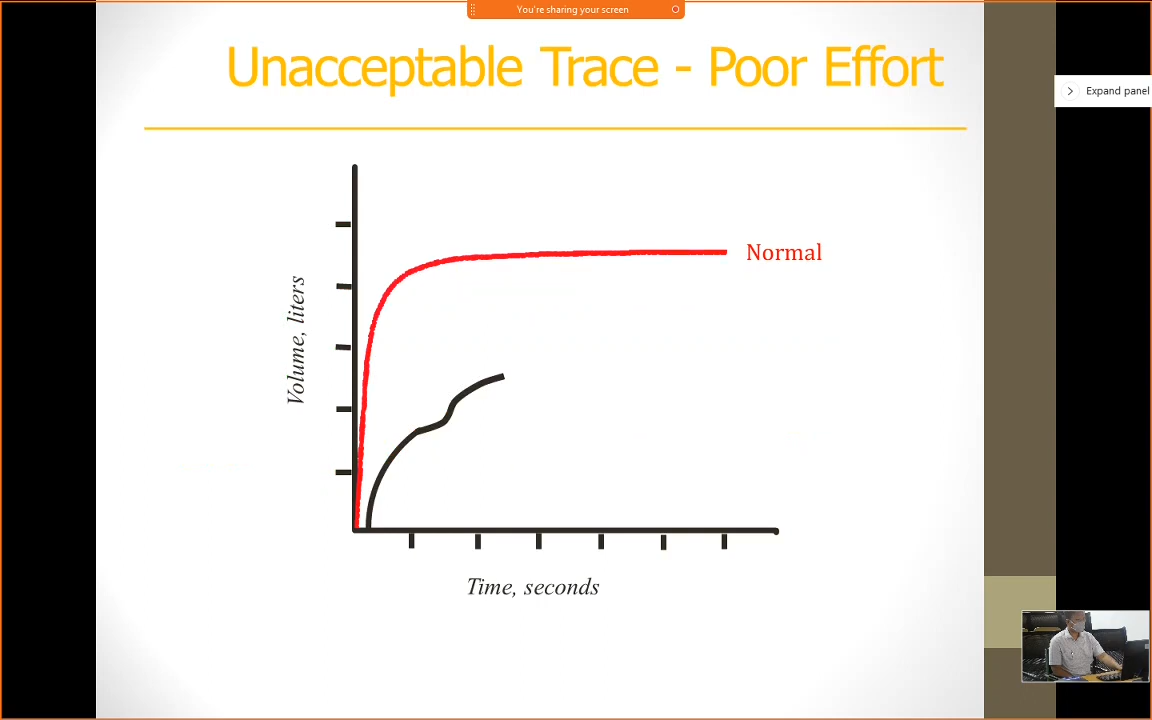 You're sharing your screen
Unacceptable Trace - Poor Effort
Expand panel
Normal
Volume, liters
Time, seconds